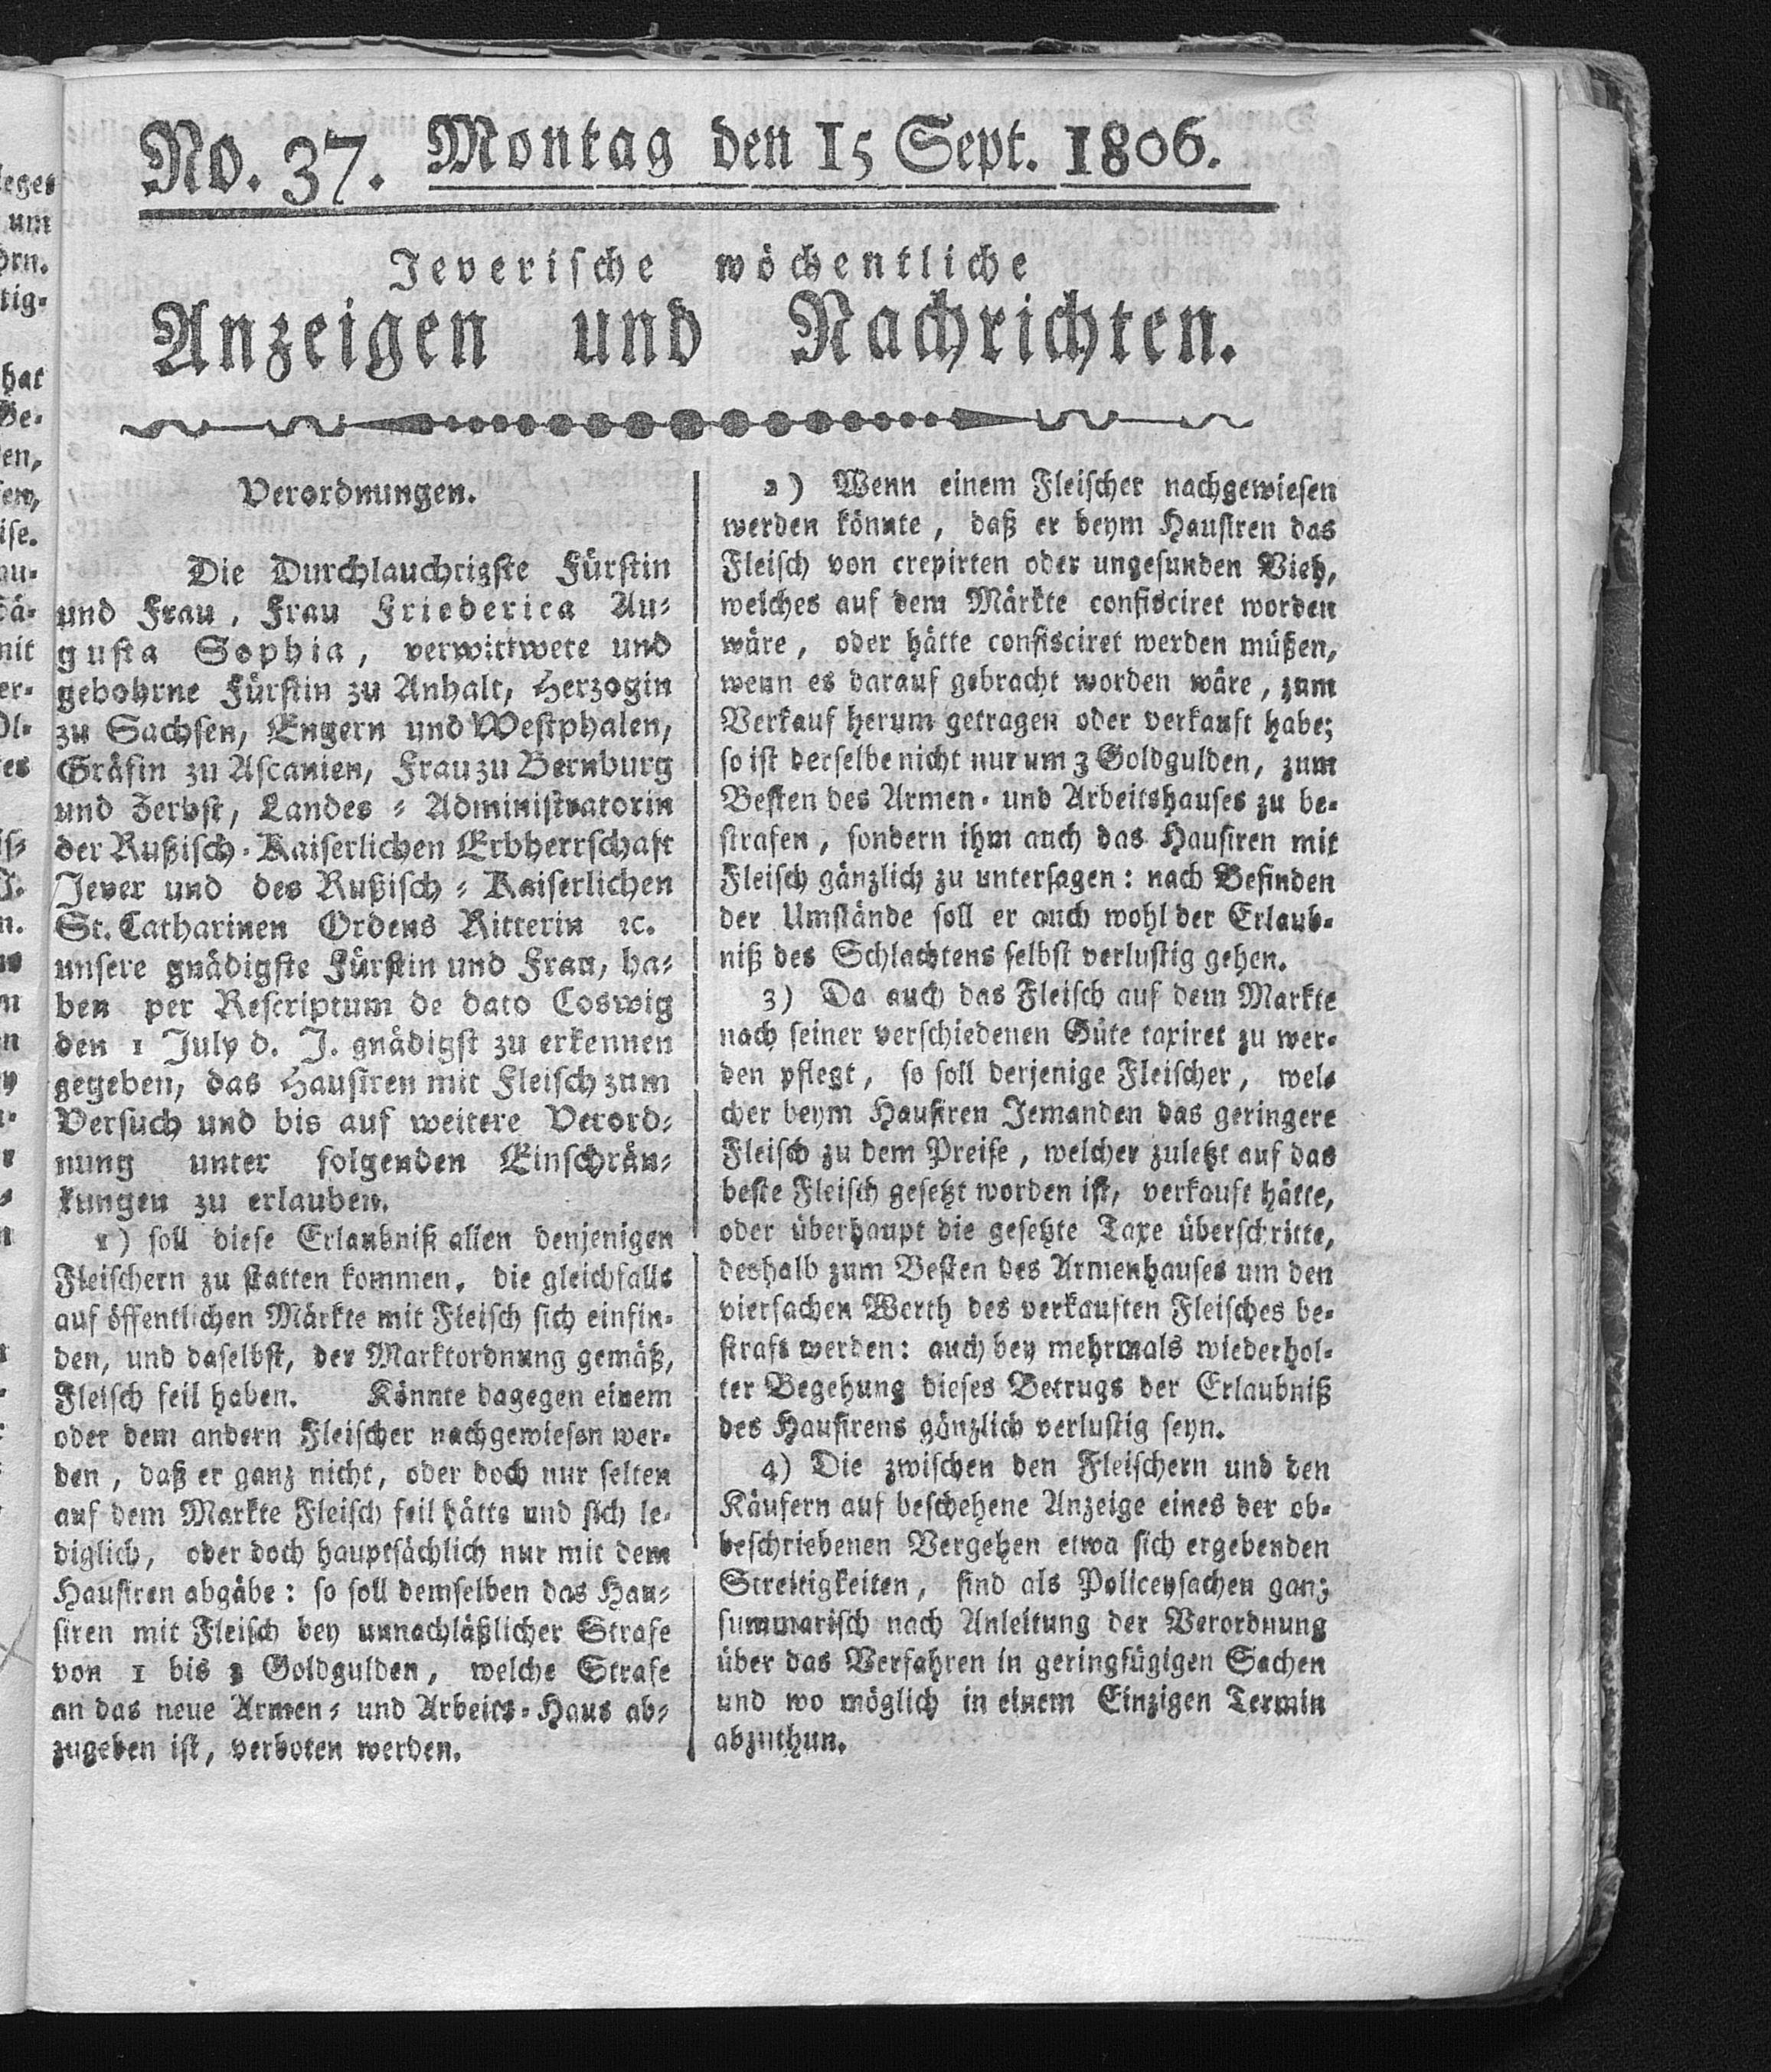 No. 37. Montag den 15 Sept. 1806.
Jeverische wöchentliche
Anzeigen und Nachrichten.
Verordnungen.
Die Durchlauchtigste Fürstin
und Frau, Frau Friederica Au-
gusta Sophia, verwittwete und
gebohrne Fürstin zu Anhalt, Herzogin
zu Sachsen, Engern und Westphalen,
Gräfin zu Ascanien, Frau zu Bernburg
und Zerbst, Landes-Administratorin
der Rußisch-Kaiserlichen Erbherrschaft
Jever und des Rußisch-Kaiserlichen
St. Catharinen Ordens Ritterin ꝛc.
unsere gnädigste Fürstin und Frau, ha-
ben per Rescriptum de dato Coswig
den 1 July d. J. gnädigst zu erkennen
gegeben, das Hausiren mit Fleisch zum
Versuch und bis auf weitere Verord-
nung unter folgenden Einschrän-
kungen zu erlauben.
1) soll diese Erlaubniß allen denjenigen
Fleischern zu statten kommen, die gleichfalls
auf öffentlichen Märkte mit Fleisch sich einfin-
den, und daselbst, der Marktordnung gemäß,
Fleisch feil haben. Könnte dagegen einem
oder dem andern Fleischer nachgewiesen wer-
den, daß er ganz nicht, oder doch nur selten
auf dem Markte Fleisch feil hätte und sich le-
diglich, oder doch hauptsächlich nur mit dem
Hausiren abgäbe: so soll demselben das Hau-
siren mit Fleisch bey unnachläßlicher Strafe
von 1 bis 3 Goldgulden, welche Strafe
an das neue Armen- und Arbeits-Haus ab-
zugeben ist, verboten werden.
2) Wenn einem Fleischer nachgewiesen
werden könnte, daß er beym Hausiren das
Fleisch von crepirten oder ungesunden Vieh,
welches auf dem Märkte confisciret worden
wäre, oder hätte confisciret werden müßen,
wenn es darauf gebracht worden wäre, zum
Verkauf herum getragen oder verkauft habe;
so ist derselbe nicht nur um 3 Goldgulden, zum
Besten des Armen- und Arbeitshauses zu be-
strafen, sondern ihm auch das Hausiren mit
Fleisch gänzlich zu untersagen: nach Befinden
der Umstände soll er auch wohl der Erlaub-
niß des Schlachtens selbst verlustig gehen.
3) Da auch das Fleisch auf dem Markte
nach seiner verschiedenen Güte taxiret zu wer-
den pflegt, so soll derjenige Fleischer, wel-
cher beym Hausiren Jemanden das geringere
Fleisch zu dem Preise, welcher zuletzt auf das
beste Fleisch gesetzt worden ist, verkauft hätte,
oder überhaupt die gesetzte Taxe überschritte,
deshalb zum Besten des Armenhauses um den
vierfachen Werth des verkauften Fleisches be-
straft werden: auch bey mehrmals wiederhol-
ter Begehung dieses Betrugs der Erlaubniß
des Hausirens gänzlich verlustig seyn.
4) Die zwischen den Fleischern und den
Käufern auf beschehene Anzeige eines der ob-
beschriebenen Vergehen etwa sich ergebenden
Streitigkeiten, sind als Policeysachen ganz
summarisch nach Anleitung der Verordnung
über das Verfahren in geringfügigen Sachen
und wo möglich in einem Einzigen Termin
abzuthun.